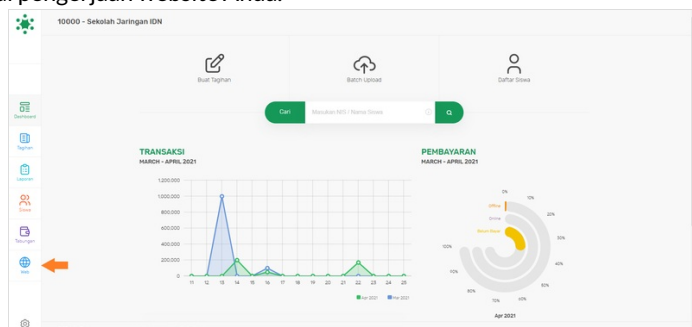 pengerjaan website Anda.
10000 - Sekolah Jaringan IDN
Buat Tagihan
Batch Upload
Daftar Siswa
Cari
Masukan NIS / Nama Siswa
Dashboard
Tagihan
Laporan
Siswa
Tabungan
Web
TRANSAKSI
MARCH - APRIL 2021
1.200.000
1.000.000
800.000
600.000
400.000
200.000
0
11 12 13 14 15 16 17 18 19 20 21 22 23 24 25
Apr 2021 Mar 2021
PEMBAYARAN
MARCH - APRIL 2021
0%
10%
20%
30%
40%
50%
60%
70%
80%
90%
100%
Offline
Online
Belum Bayar
Apr 2021